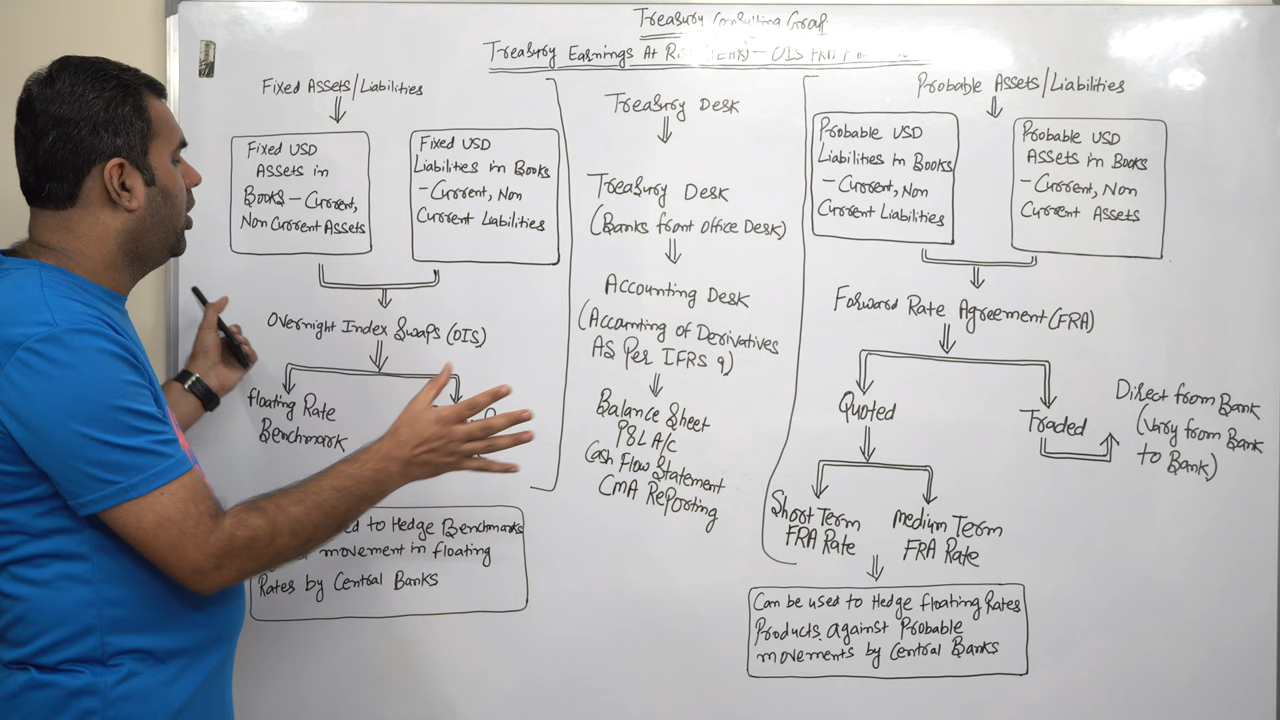 Treasury Consulting Group
Treasury Earnings At Risk (EAR) - OIS FRA
Fixed Assets/Liabilities
Fixed USD
Assets in
Books - Current,
Non Current Assets
Fixed USD
Liabilities in Books
- Current, Non
Current Liabilities
Overnight Index Swaps (OIS)
floating Rate
Benchmark
to Hedge Benchmarks
movement in floating
Rates by Central Banks
Treasury Desk
Treasury Desk
(Banks front office Desk)
Accounting Desk
(Accounting of Derivatives
As Per IFRS 9)
Balance Sheet
P&L A/C
Cash Flow Statement
CMA Reporting
Probable Assets/Liabilities
Probable USD
Liabilities in Books
- Current, Non
Current Liabilities
Probable USD
Assets in Books
- Current, Non
Current Assets
Forward Rate Agreement (FRA)
Quoted
Traded
Direct from Bank
(Vary from Bank
to Bank)
Short Term
FRA Rate
Medium Term
FRA Rate
Can be used to Hedge floating Rates
Products Against Probable
movements by Central Banks